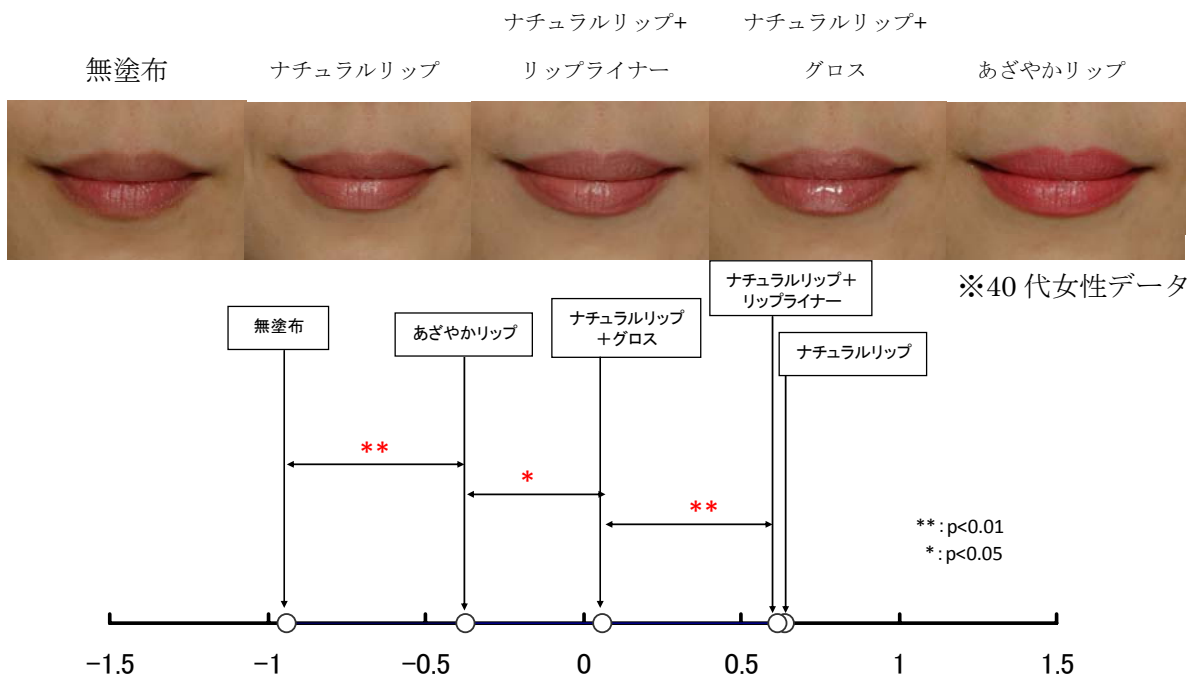 ナチュラルリップ+
ナチュラルリップ+
無塗布
ナチュラルリップ
リップライナー
グロス
あざやかリップ
※40 代女性データ
ナチュラルリップ＋
リップライナー
無塗布
あざやかリップ
ナチュラルリップ
＋グロス
ナチュラルリップ
**
*
**
**:p<0.01
*:p<0.05
-1.5
-1
-0.5
0
0.5
1
1.5